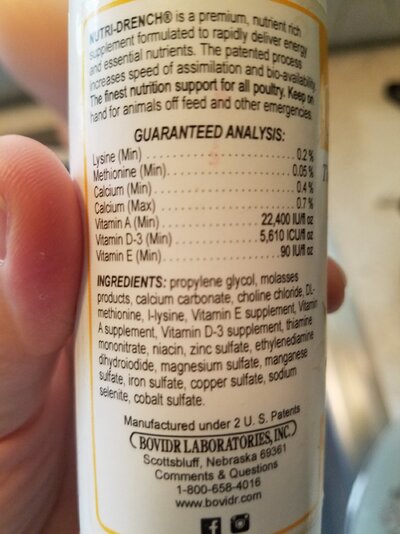 NUTRI-DRENCH® is a premium, nutrient rich
supplement formulated to rapidly deliver energy
and essential nutrients. The patented process
increases speed of assimilation and bio-availability.
The finest nutrition support for all poultry. Keep on
hand for animals off feed and other emergencies.
GUARANTEED ANALYSIS:
Lysine (Min) 0.2 %
Methionine (Min) 0.05 %
Calcium (Min) 0.4 %
Calcium (Max) 0.7 %
Vitamin A (Min) 22,400 IU/fl oz
Vitamin D-3 (Min) 5,610 ICU/fl oz
Vitamin E (Min) 90 IU/fl oz
INGREDIENTS: propylene glycol, molasses
products, calcium carbonate, choline chloride, DL-
methionine, l-lysine, Vitamin E supplement, Vitamin
A supplement, Vitamin D-3 supplement, thiamine
mononitrate, niacin, zinc sulfate, ethylenediamine
dihydroiodide, magnesium sulfate, manganese
sulfate, iron sulfate, copper sulfate, sodium
selenite, cobalt sulfate.
Manufactured under 2 U. S. Patents
BOVIDR LABORATORIES, INC.
Scottsbluff, Nebraska 69361
Comments & Questions
1-800-658-4016
www.bovidr.com